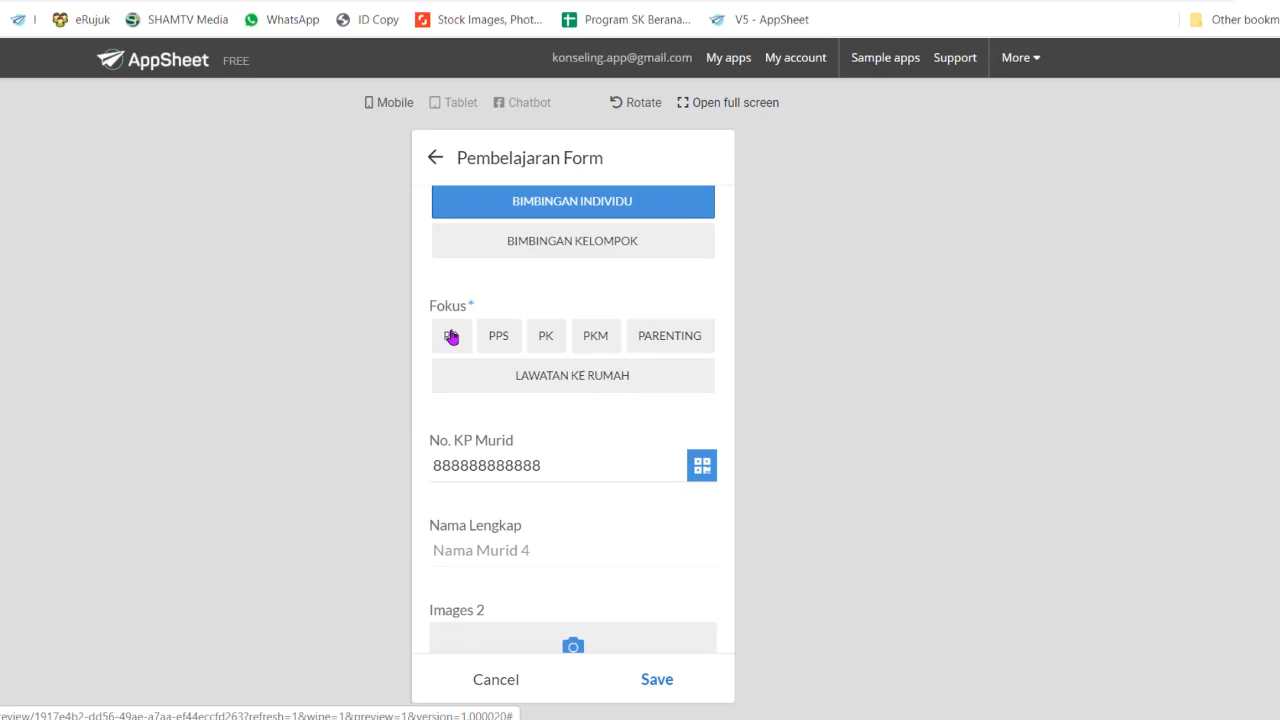 I eRujuk SHAMTV Media WhatsApp ID Copy Stock Images, Phot... Program SK Berana... V5 - AppSheet Other bookm
AppSheet FREE konseling.app@gmail.com My apps My account Sample apps Support More
Mobile Tablet Chatbot Rotate Open full screen
Pembelajaran Form
BIMBINGAN INDIVIDU
BIMBINGAN KELOMPOK
Fokus*
PPS PK PKM PARENTING
LAWATAN KE RUMAH
No. KP Murid
888888888888
Nama Lengkap
Nama Murid 4
Images 2
Cancel Save
review/1917e4b2-dd56-49ae-a7aa-ef44eccfd263?refresh=1&wipe=1&preview=1&version=1.000020#